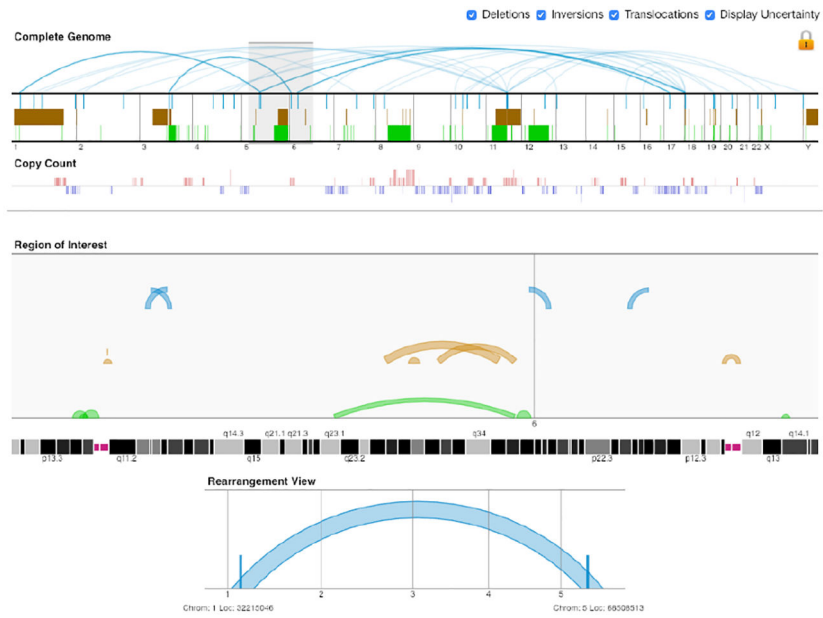 Deletions Inversions Translocations Display Uncertainty
Complete Genome
1 2 3 4 5 6 7 8 9 10 11 12 13 14 15 16 17 18 19 20 21 22 X Y
Copy Count
Region of Interest
6
q14.3 q21.1 q21.3 q23.1 q34 q12 q14.1
p13.3 q11.2 q15 q23.2 p22.3 p12.3 q13
Rearrangement View
1 2 3 4 5
Chrom: 1 Loc: 32215046 Chrom: 5 Loc: 66508513